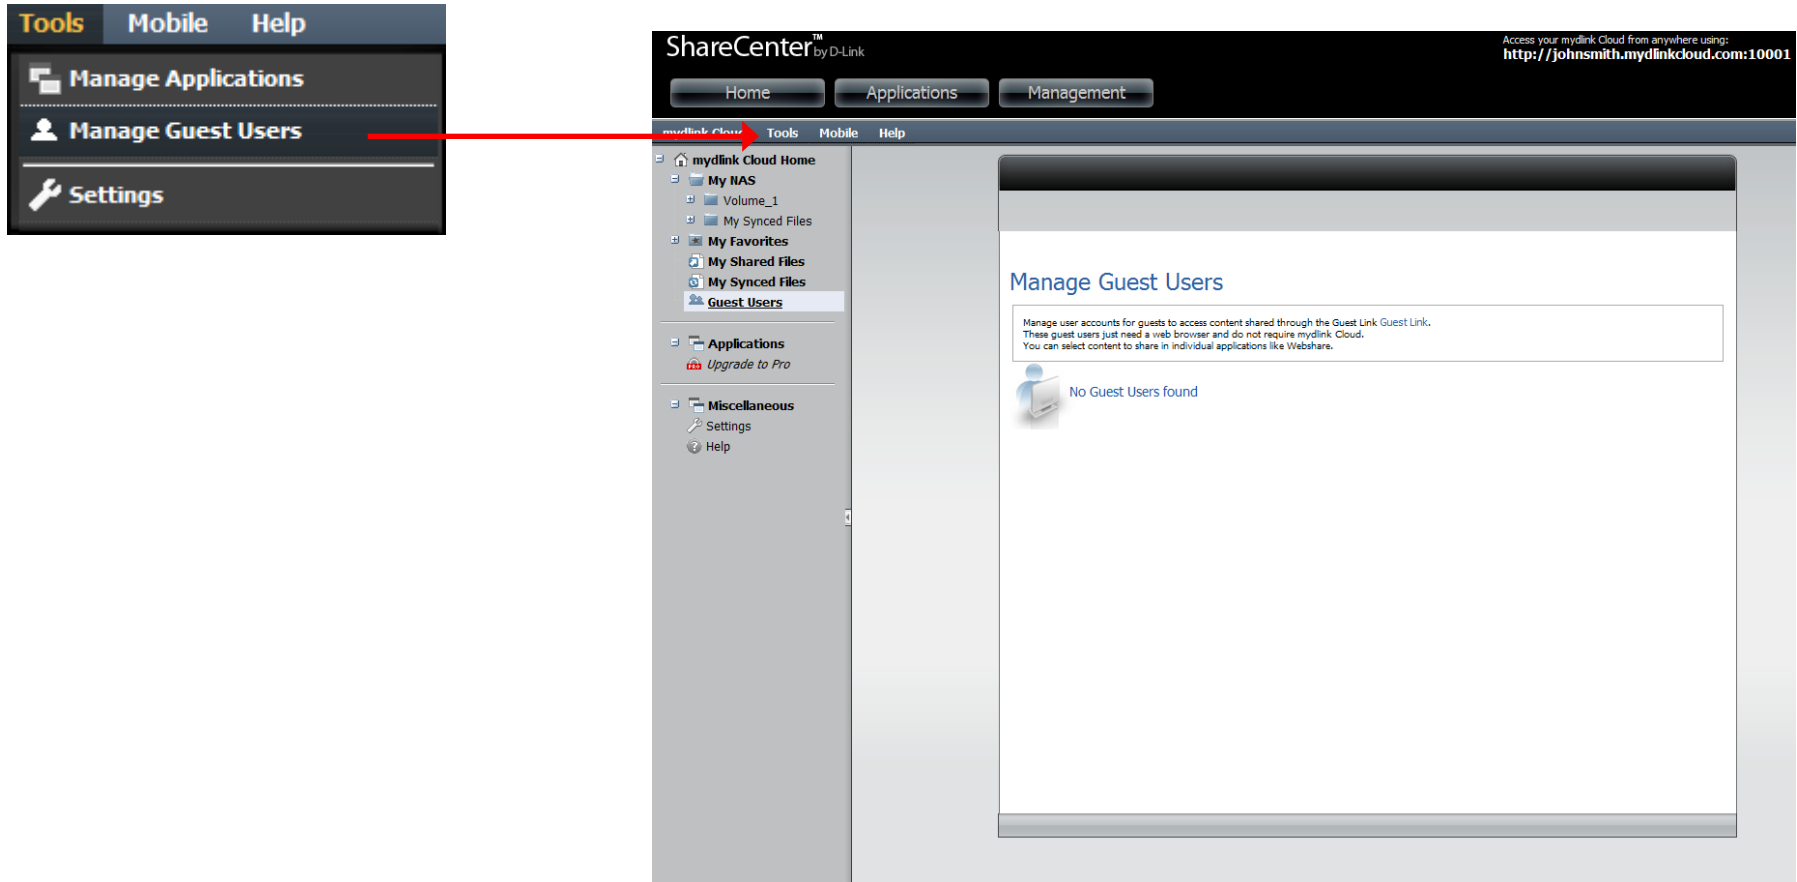 Tools Mobile Help
Manage Applications
Manage Guest Users
Settings
ShareCenter™ by D-Link
Access your mydlink Cloud from anywhere using:
http://johnsmith.mydlinkcloud.com:10001
Home Applications Management
mydlink Cloud Tools Mobile Help
mydlink Cloud Home
My NAS
Volume_1
My Synced Files
My Favorites
My Shared Files
My Synced Files
Guest Users
Applications
Upgrade to Pro
Miscellaneous
Settings
Help
Manage Guest Users
Manage user accounts for guests to access content shared through the Guest Link Guest Link.
These guest users just need a web browser and do not require mydlink Cloud.
You can select content to share in individual applications like Webshare.
No Guest Users found